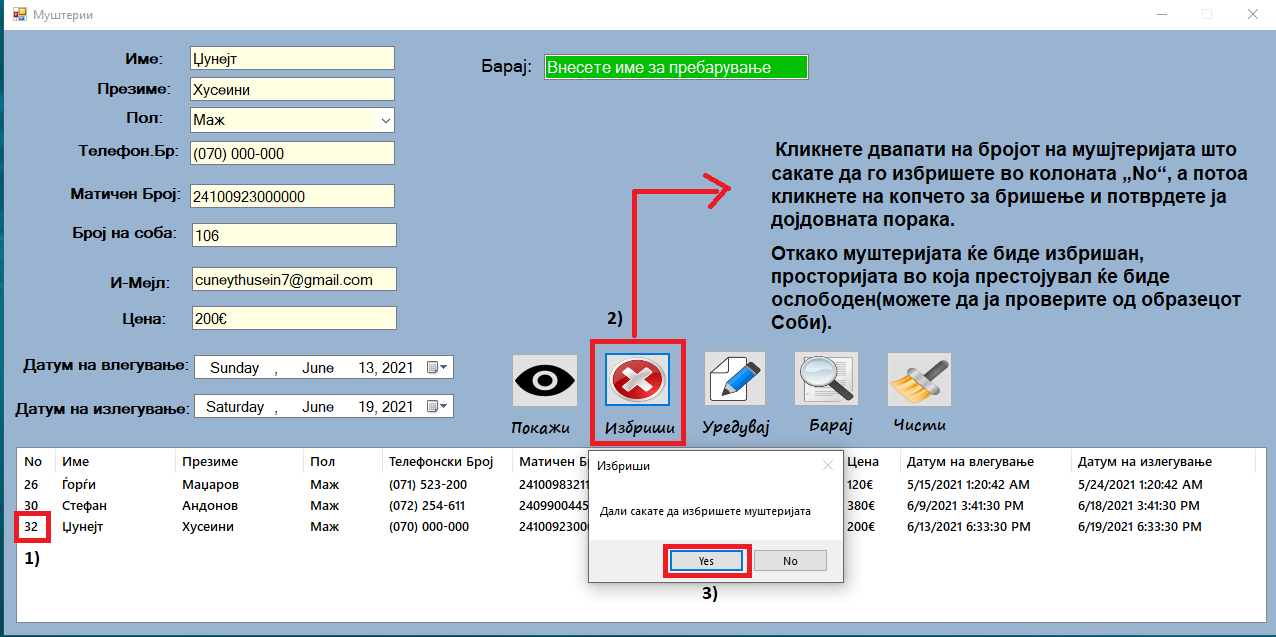 Муштерии
Име: Џунејт
Презиме: Хусеини
Пол: Маж
Телефон.Бр: (070) 000-000
Матичен Број: 24100923000000
Број на соба: 106
И-Мејл: cuneythusein7@gmail.com
Цена: 200€
Датум на влегување: Sunday , June 13, 2021
Датум на излегување: Saturday , June 19, 2021
Барај: Внесете име за пребарување
Кликнете двапати на бројот на мушјтеријата што
сакате да го избришете во колоната „No“, а потоа
кликнете на копчето за бришење и потврдете ја
дојдовната порака.
Откако муштеријата ќе биде избришан,
просторијата во која престојувал ќе биде
ослободен(можете да ја проверите од образецот
Соби).
2)
Покажи Избриши Уредувај Барај Чисти
No Име Презиме Пол Телефонски Број Матичен Цена Датум на влегување Датум на излегување
26 Ѓорѓи Маџаров Маж (071) 523-200 2410098321 120€ 5/15/2021 1:20:42 AM 5/24/2021 1:20:42 AM
30 Стефан Андонов Маж (072) 254-611 2409900445 380€ 6/9/2021 3:41:30 PM 6/18/2021 3:41:30 PM
32 Џунејт Хусеини Маж (070) 000-000 241009230 200€ 6/13/2021 6:33:30 PM 6/19/2021 6:33:30 PM
1)
Избриши
Дали сакате да избришете муштеријата
Yes No
3)